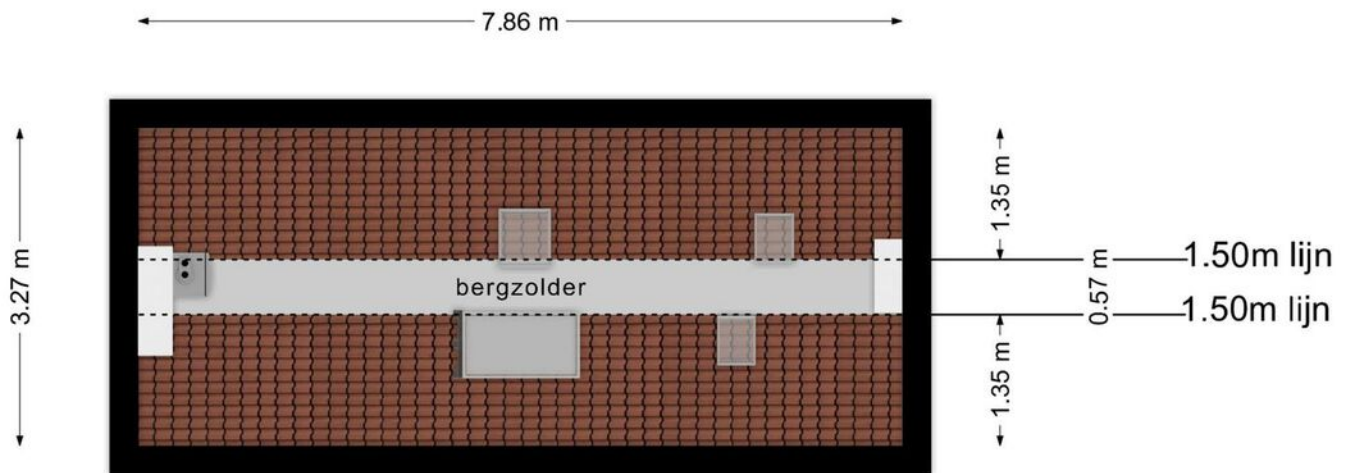 7.86 m
3.27 m
1.35 m
1.50m lijn
0.57 m
bergzolder
1.50m lijn
1.35 m